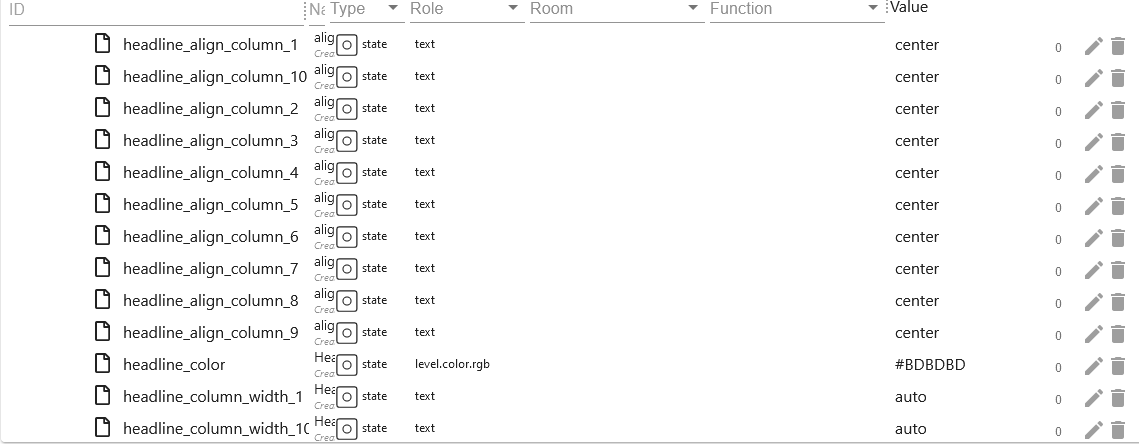 ID Na Type Role Room Function Value
headline_align_column_1 alig Crea state text center 0
headline_align_column_10 alig Crea state text center 0
headline_align_column_2 alig Crea state text center 0
headline_align_column_3 alig Crea state text center 0
headline_align_column_4 alig Crea state text center 0
headline_align_column_5 alig Crea state text center 0
headline_align_column_6 alig Crea state text center 0
headline_align_column_7 alig Crea state text center 0
headline_align_column_8 alig Crea state text center 0
headline_align_column_9 alig Crea state text center 0
headline_color Hea Crea state level.color.rgb #BDBDBD 0
headline_column_width_1 Hea Crea state text auto 0
headline_column_width_10 Hea Crea state text auto 0